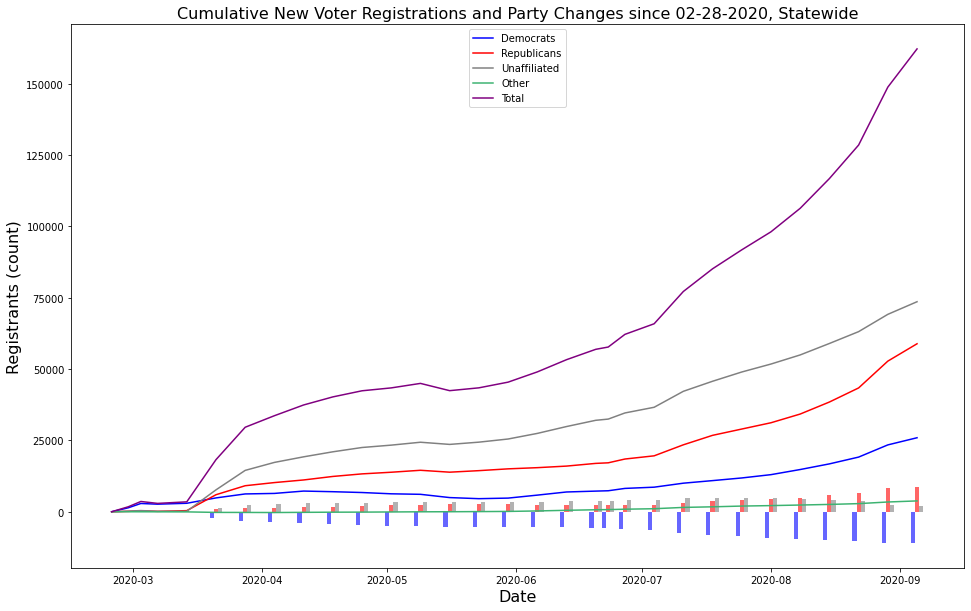 Cumulative New Voter Registrations and Party Changes since 02-28-2020, Statewide
Democrats
Republicans
Unaffiliated
Other
Total
Registrants (count)
150000
125000
100000
75000
50000
25000
0
2020-03
2020-04
2020-05
2020-06
2020-07
2020-08
2020-09
Date